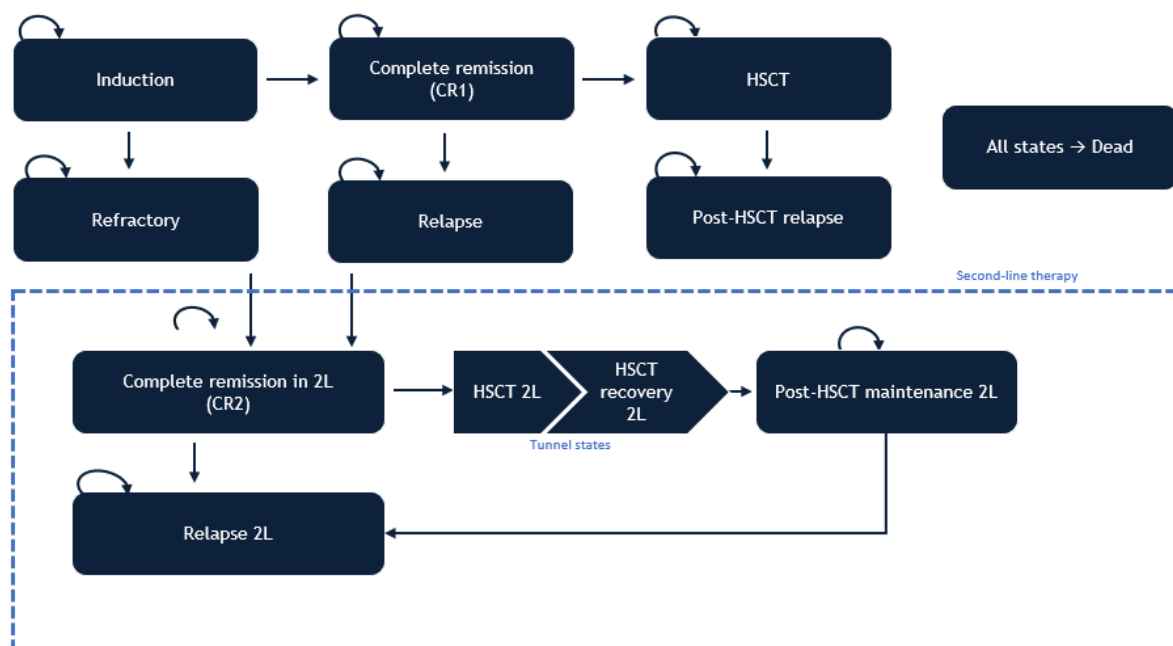 Induction
Complete remission
(CR1)
HSCT
All states → Dead
Refractory
Relapse
Post-HSCT relapse
Second-line therapy
Complete remission in 2L
(CR2)
HSCT 2L
HSCT
recovery
2L
Post-HSCT maintenance 2L
Tunnel states
Relapse 2L